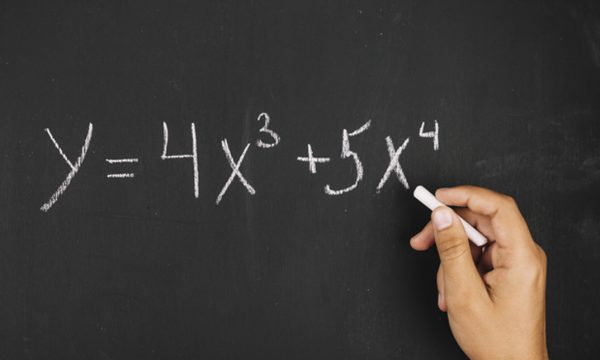 y = 4x³ + 5x⁴